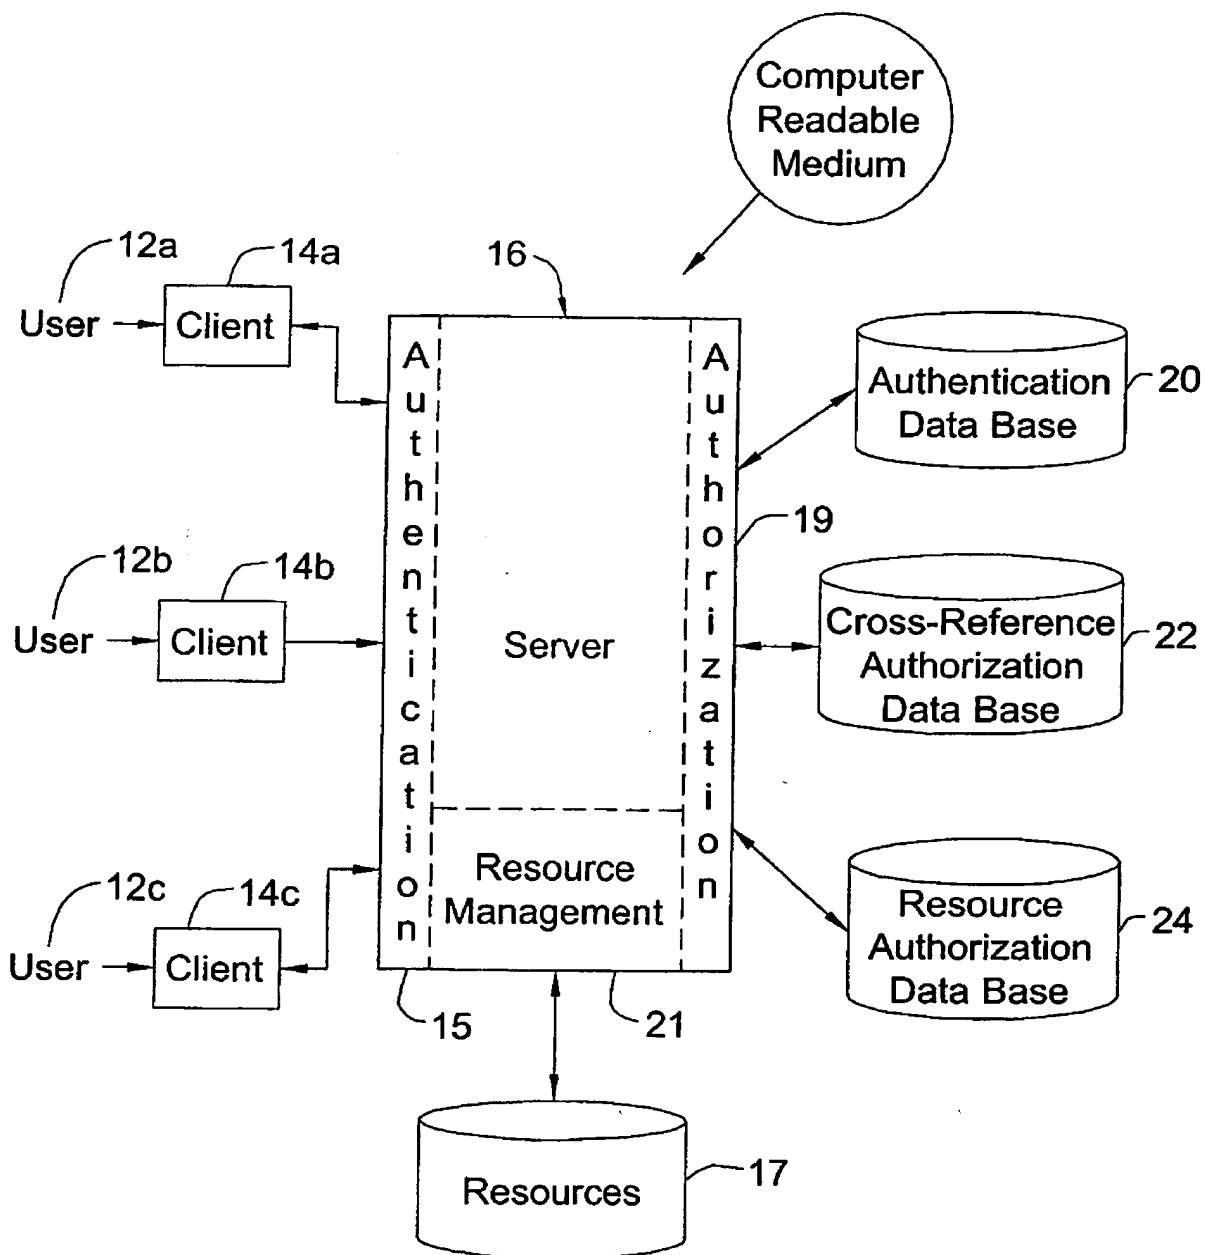 Computer
Readable
Medium
12a
14a
16
User
Client
Authentication
Authorization
Authentication
Data Base
20
19
12b
14b
User
Client
Server
Cross-Reference
Authorization
Data Base
22
Resource
Management
12c
14c
User
Client
Resource
Authorization
Data Base
24
15
21
Resources
17